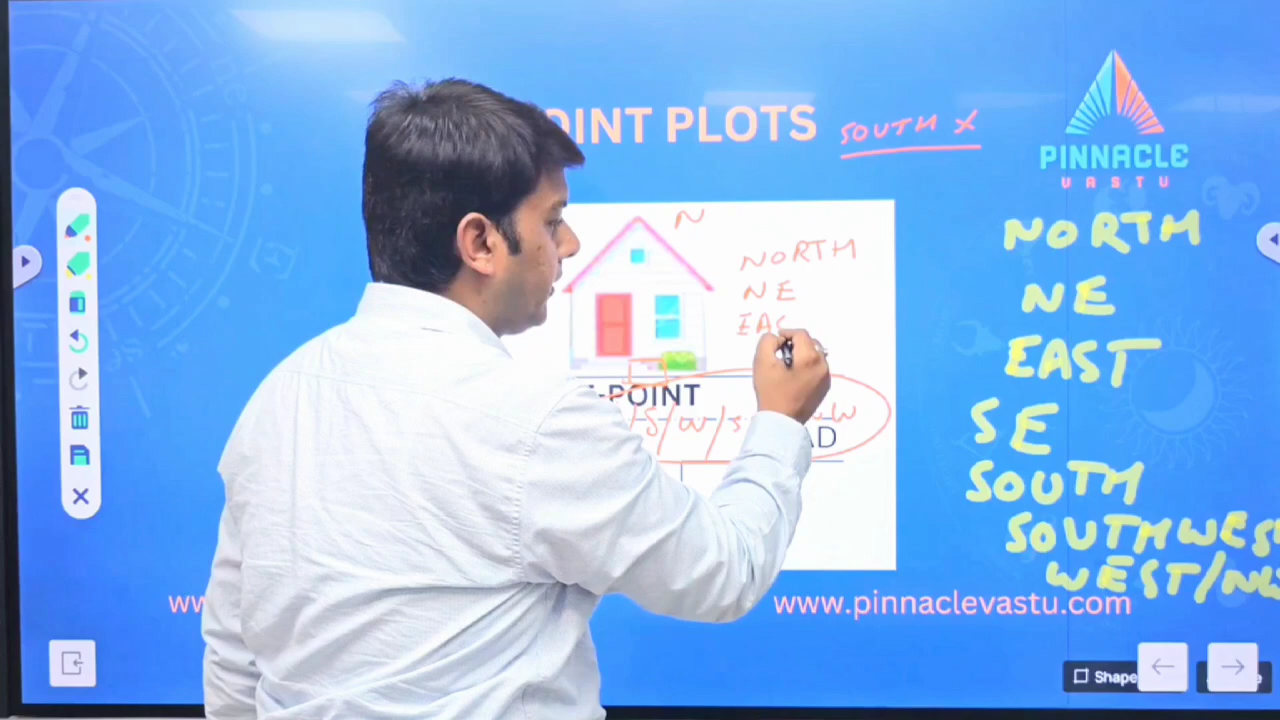 OINT PLOTS
SOUTH X
PINNACLE
VASTU
N
NORTH
NE
EAS
-POINT
AD
NORTH
NE
EAST
SE
SOUTH
SOUTHWES
WEST/N
www.pinnaclevastu.com
Shape